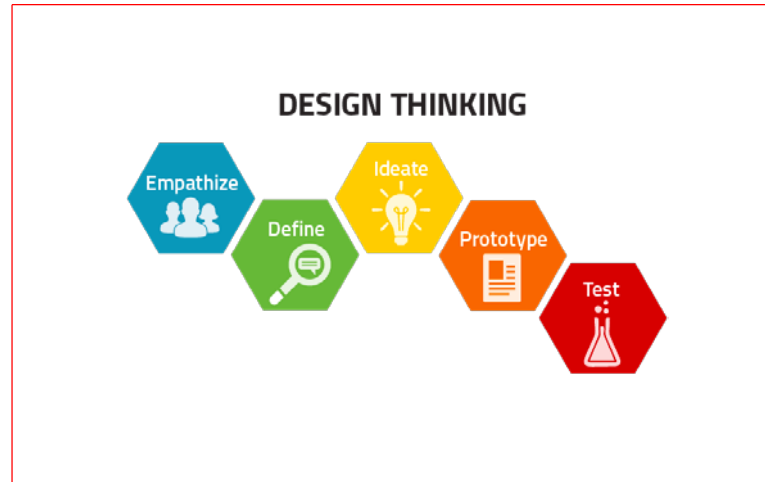 DESIGN THINKING
Empathize
Define
Ideate
Prototype
Test